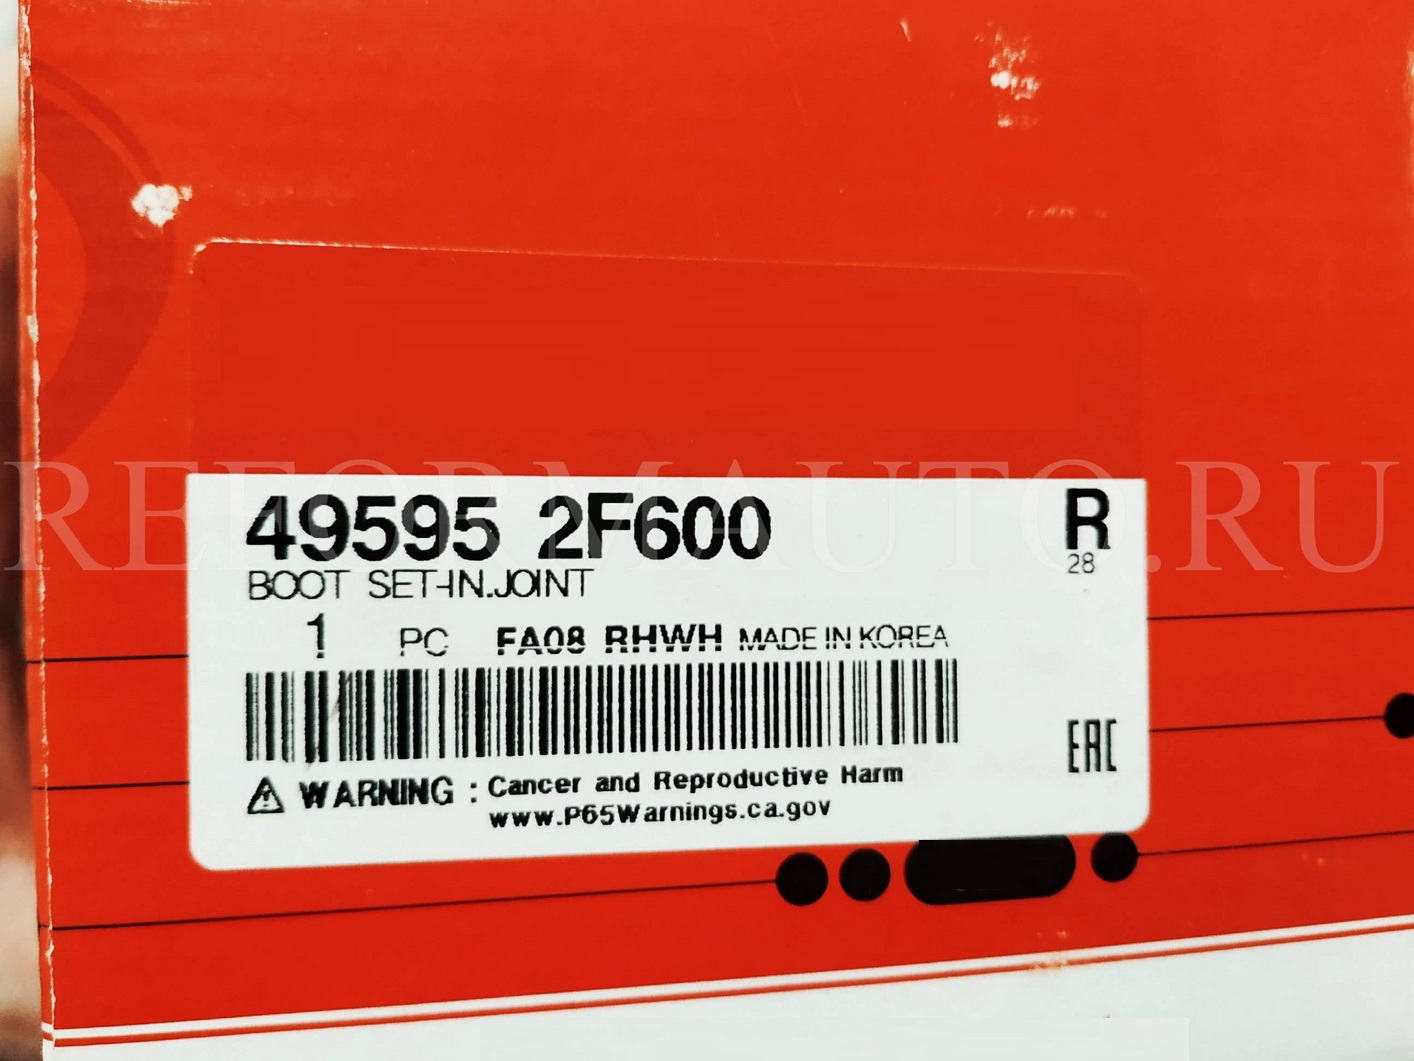 49595 2F600 R
28
BOOT SET-IN.JOINT
REFORMAUTO.RU
1 PC FA08 RHWH MADE IN KOREA
EAC
⚠ WARNING : Cancer and Reproductive Harm
www.P65Warnings.ca.gov